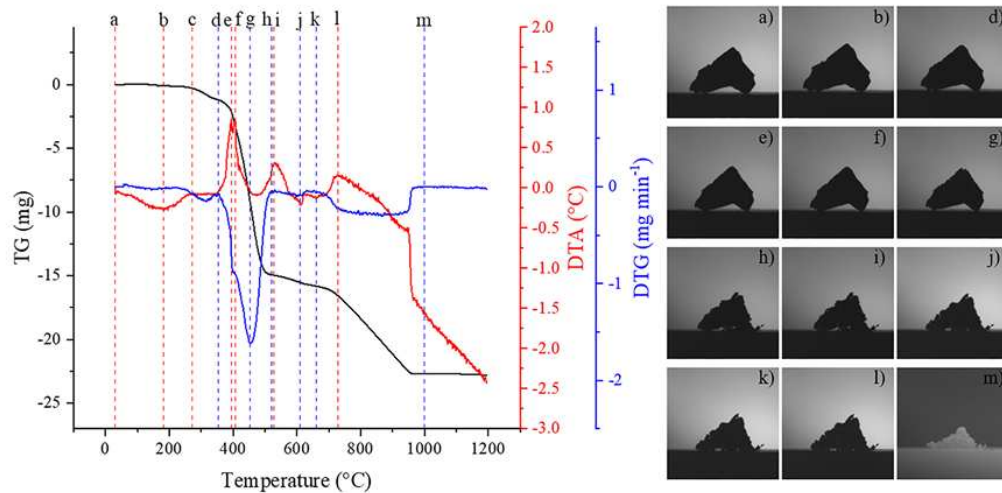 a b c d e f g h i j k l m
TG (mg)
0
-5
-10
-15
-20
-25
0 200 400 600 800 1000 1200
Temperature (°C)
2.0
1.5
1.0
0.5
0.0
-0.5
-1.0
-1.5
-2.0
-2.5
-3.0
DTA (°C)
1
0
-1
-2
DTG (mg min⁻¹)
a) b) d)
e) f) g)
h) i) j)
k) l) m)